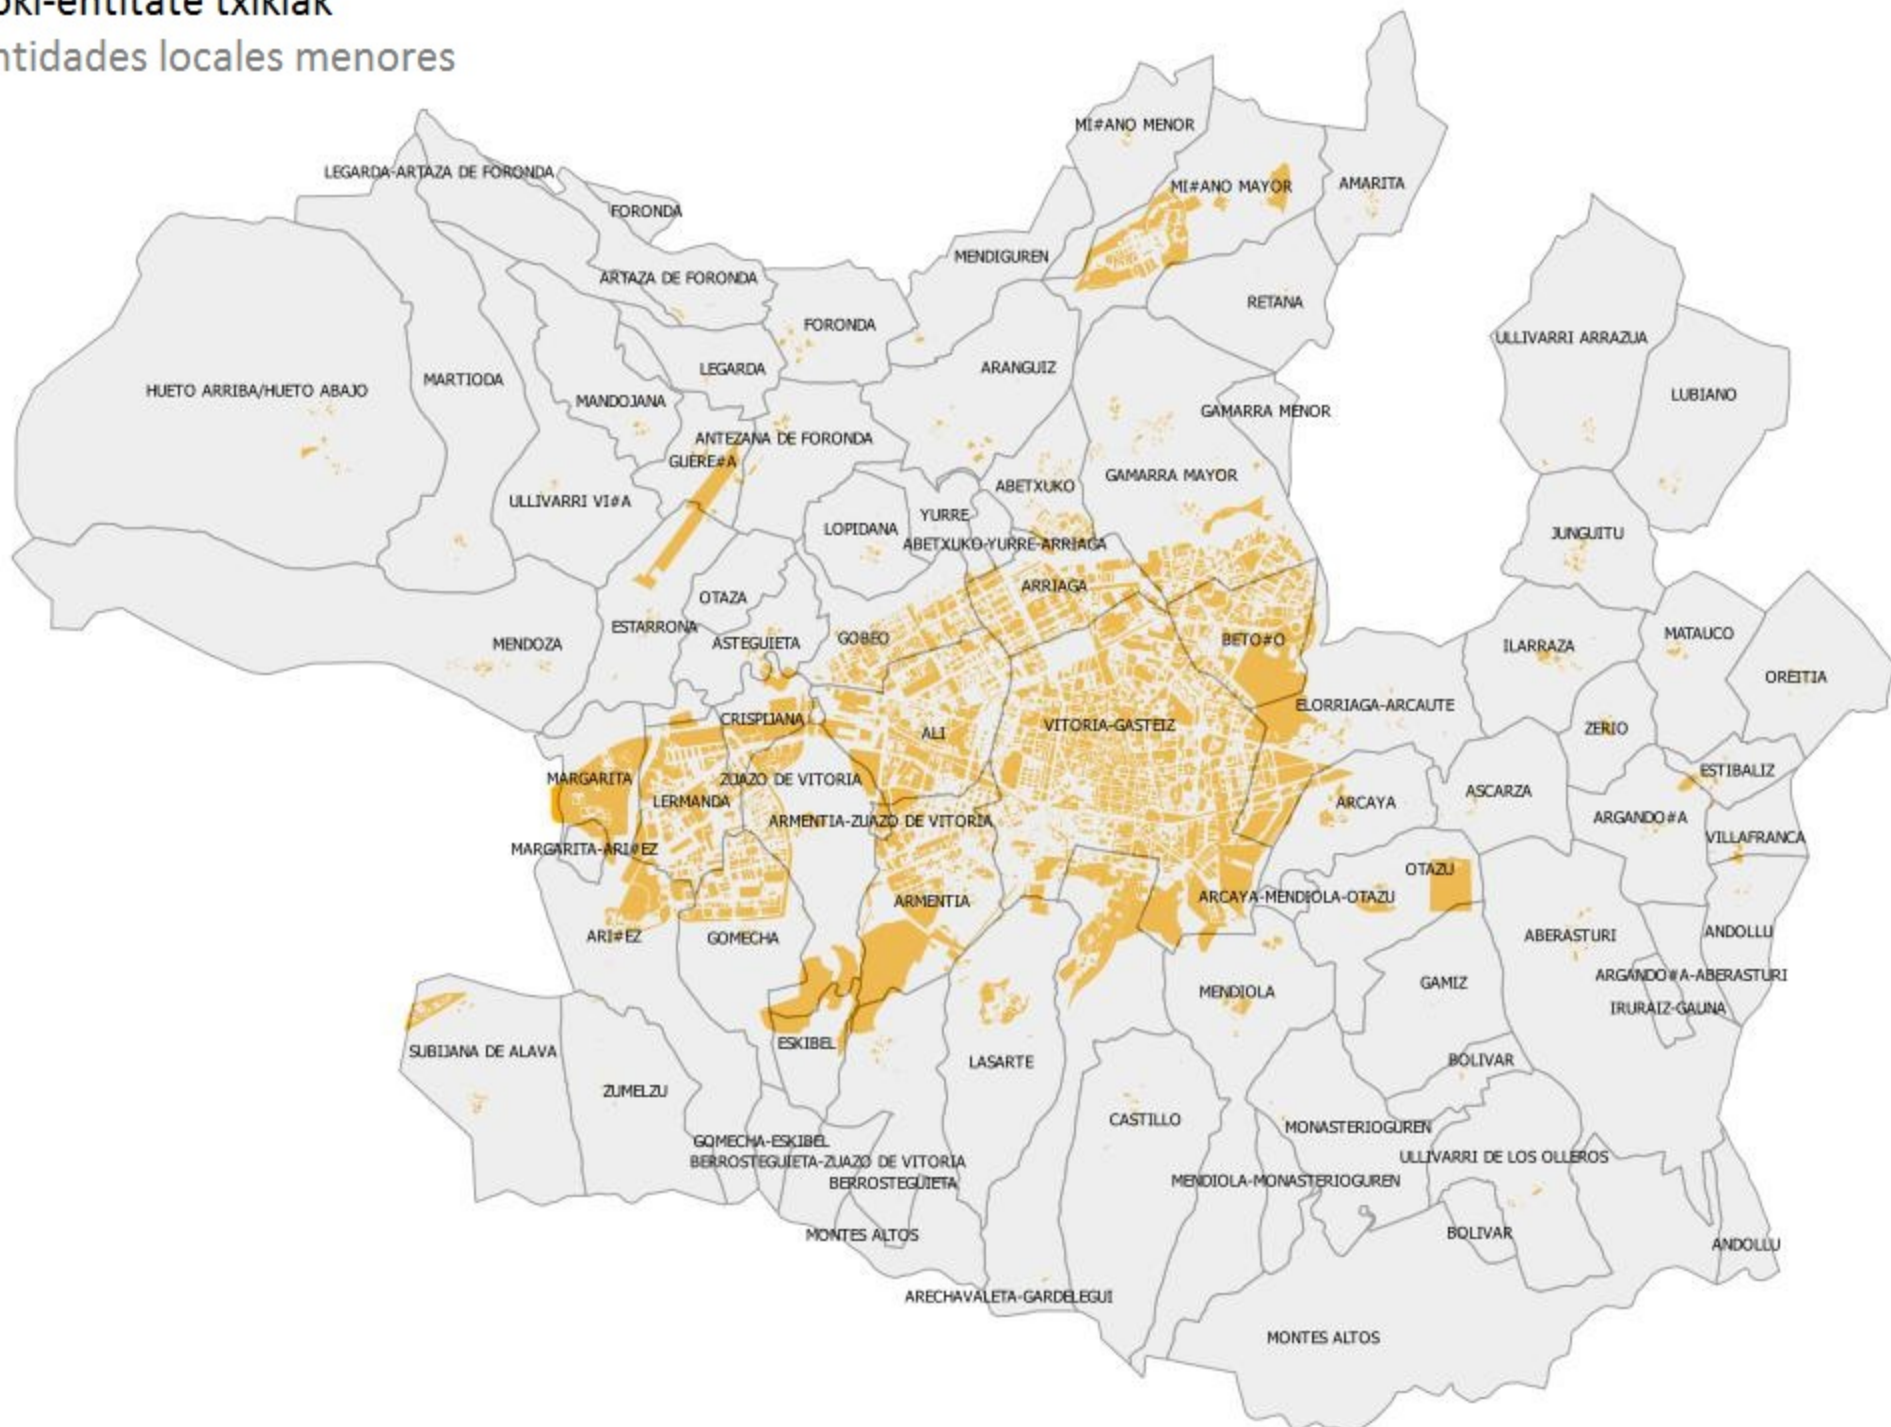 oki-entitate txikiak
ntidades locales menores
MI#ANO MENOR
LEGARDA-ARTAZA DE FORONDA
MI#ANO MAYOR
AMARITA
FORONDA
MENDIGUREN
ARTAZA DE FORONDA
RETANA
FORONDA
ULLIVARRI ARRAZUA
LEGARDA
ARANGUIZ
MARTIODA
HUETO ARRIBA/HUETO ABAJO
LUBIANO
MANDOJANA
GAMARRA MENOR
ANTEZANA DE FORONDA
GUERE#A
GAMARRA MAYOR
ABETXUKO
ULLIVARRI VI#A
YURRE
LOPIDANA
JUNGUITU
ABETXUKO-YURRE-ARRIAGA
ARRIAGA
OTAZA
ESTARRONA
MATAUCO
GOBEO
BETO#O
MENDOZA
ASTEGUIETA
ILARRAZA
OREITIA
ELORRIAGA-ARCAUTE
CRISPIJANA
VITORIA-GASTEIZ
ZERIO
ALI
ESTIBALIZ
MARGARITA
ZUAZO DE VITORIA
ASCARZA
LERMANDA
ARCAYA
ARGANDO#A
ARMENTIA-ZUAZO DE VITORIA
VILLAFRANCA
MARGARITA-ARI#EZ
OTAZU
ARCAYA-MENDIOLA-OTAZU
ARMENTIA
ANDOLLU
ARI#EZ
GOMECHA
ABERASTURI
ARGANDO#A-ABERASTURI
GAMIZ
MENDIOLA
IRURAIZ-GAUNA
ESKIBEL
SUBIJANA DE ALAVA
BOLIVAR
LASARTE
ZUMELZU
CASTILLO
MONASTERIOGUREN
GOMECHA-ESKIBEL
ULLIVARRI DE LOS OLLEROS
BERROSTEGUIETA-ZUAZO DE VITORIA
MENDIOLA-MONASTERIOGUREN
BERROSTEGUIETA
BOLIVAR
MONTES ALTOS
ANDOLLU
ARECHAVALETA-GARDELEGUI
MONTES ALTOS